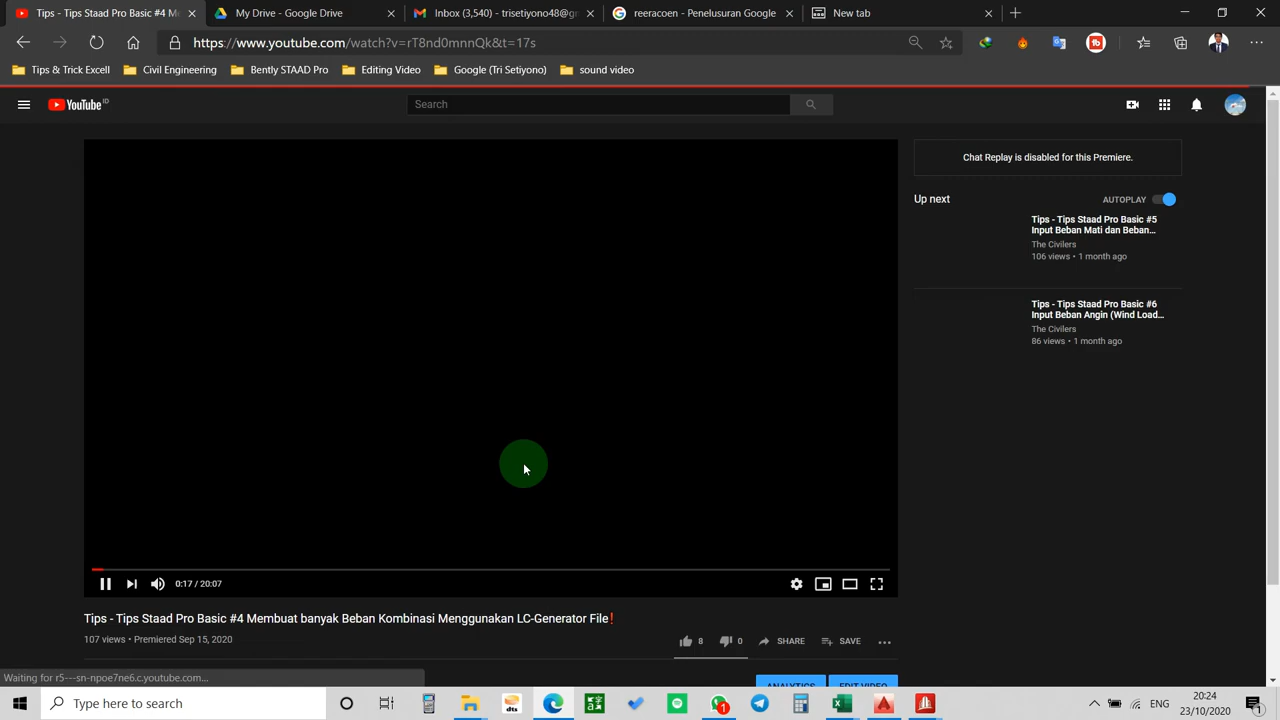 Tips - Tips Staad Pro Basic #4 M
My Drive - Google Drive
Inbox (3,540) - trisetiyono48@g
reeracoen - Penelusuran Google
New tab
https://www.youtube.com/watch?v=rT8nd0mnnQk&t=17s
Tips & Trick Excell
Civil Engineering
Bently STAAD Pro
Editing Video
Google (Tri Setiyono)
sound video
YouTube ID
Search
Chat Replay is disabled for this Premiere.
Up next
AUTOPLAY
Tips - Tips Staad Pro Basic #5
Input Beban Mati dan Beban...
The Civilers
106 views • 1 month ago
Tips - Tips Staad Pro Basic #6
Input Beban Angin (Wind Load...
The Civilers
86 views • 1 month ago
0:17 / 20:07
Tips - Tips Staad Pro Basic #4 Membuat banyak Beban Kombinasi Menggunakan LC-Generator File❗
107 views • Premiered Sep 15, 2020
8
0
SHARE
SAVE
Waiting for r5---sn-npoe7ne6.c.youtube.com...
ANALYTICS
EDIT VIDEO
Type here to search
dts
1
ENG
20:24
23/10/2020
1